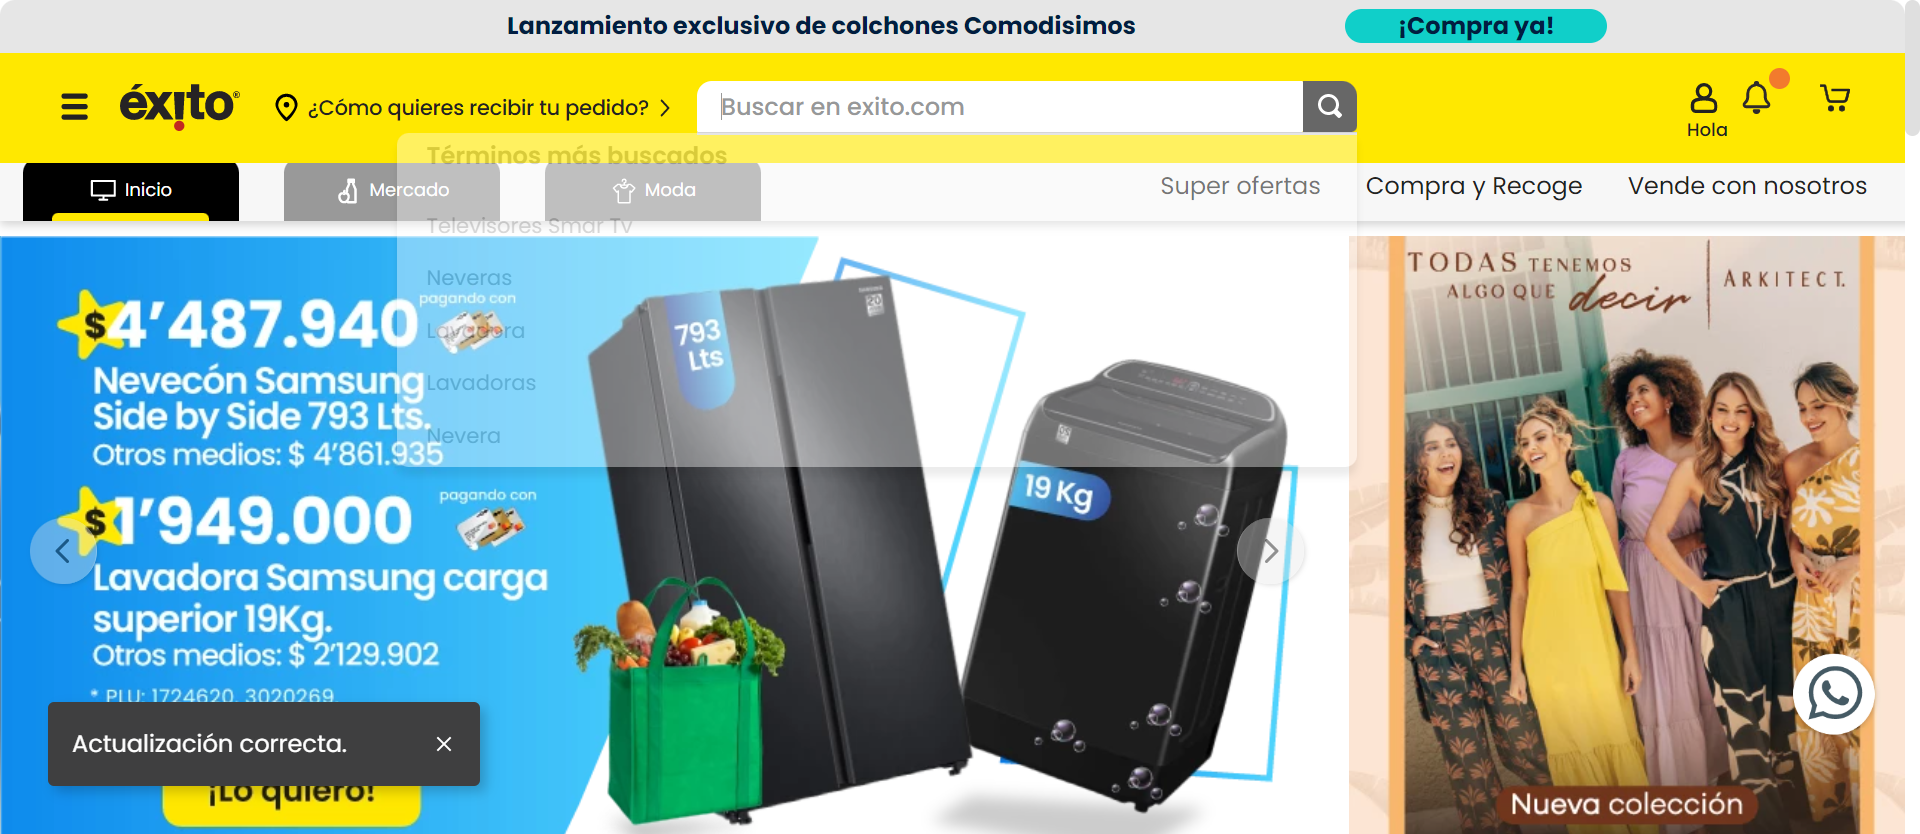 Lanzamiento exclusivo de colchones Comodisimos
¡Compra ya!
éxito®
¿Cómo quieres recibir tu pedido?
Buscar en exito.com
Hola
Términos más buscados
Inicio
Mercado
Moda
Super ofertas
Compra y Recoge
Vende con nosotros
Televisores Smar Tv
Neveras
Lavadora
Lavadoras
Nevera
$4’487.940
pagando con
Nevecón Samsung
Side by Side 793 Lts.
Otros medios: $ 4’861.935
$1’949.000
pagando con
Lavadora Samsung carga
superior 19Kg.
Otros medios: $ 2’129.902
* PLU: 1724620, 3020269.
Actualización correcta.
¡Lo quiero!
793
Lts
SAMSUNG
20
19 Kg
TODAS TENEMOS
ALGO QUE decir
ARKITECT.
Nueva colección